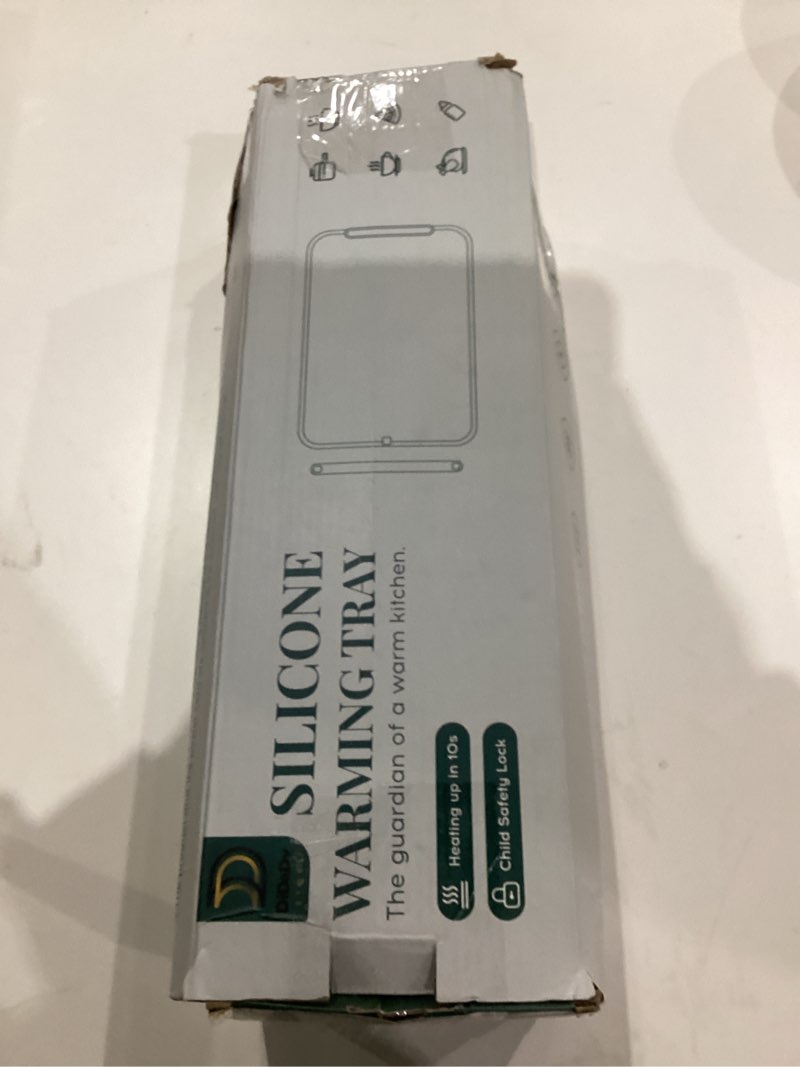 SILICONE
WARMING TRAY
The guardian of a warm kitchen.
Heating up in 10s
Child Safety Lock